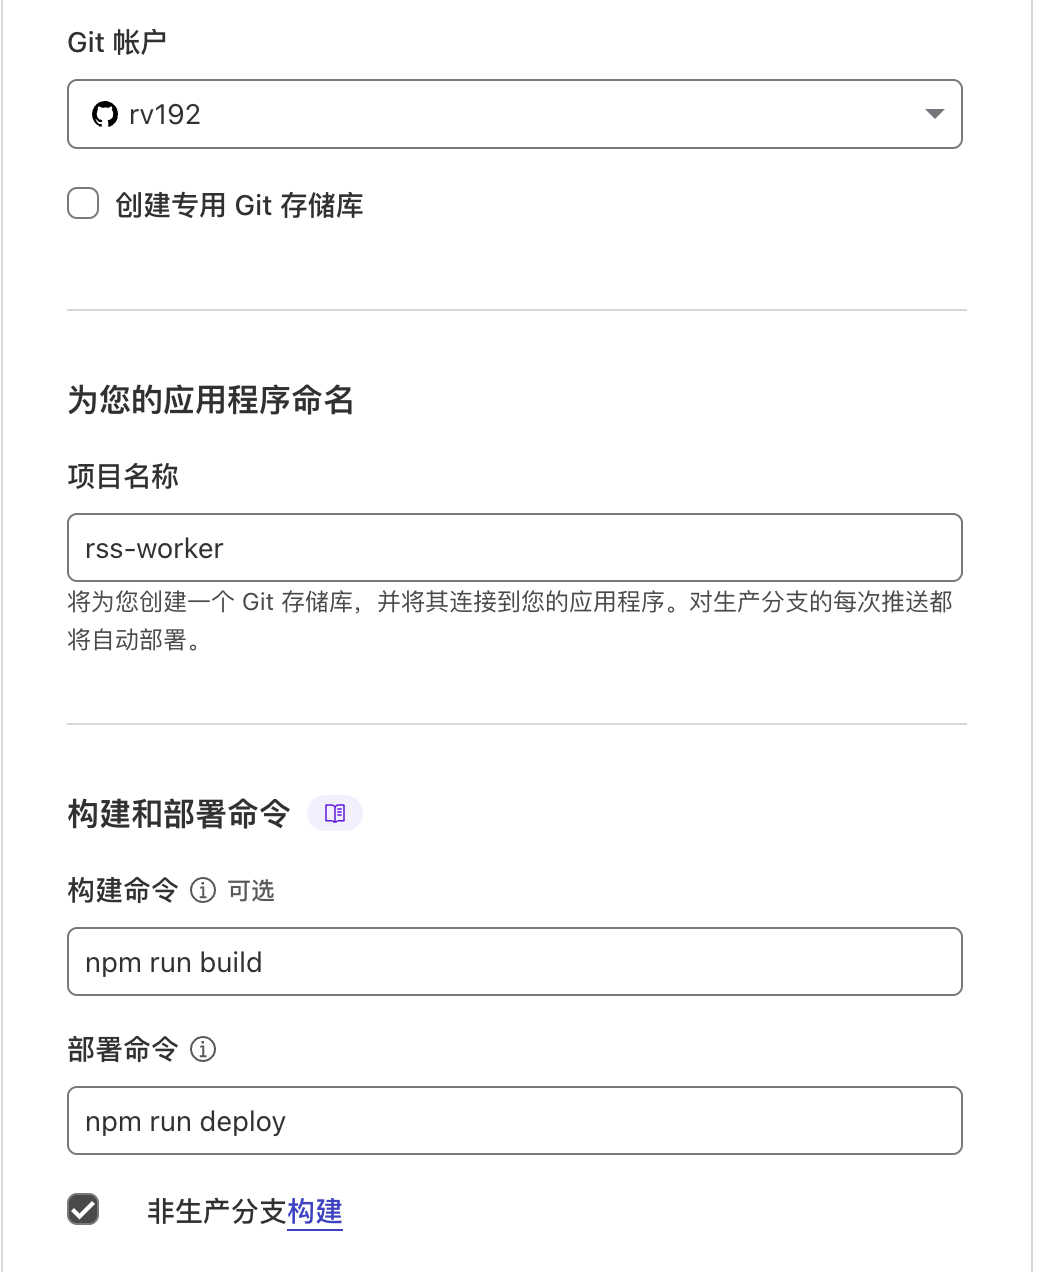 Git 帐户
rv192
创建专用 Git 存储库
为您的应用程序命名
项目名称
rss-worker
将为您创建一个 Git 存储库，并将其连接到您的应用程序。对生产分支的每次推送都
将自动部署。
构建和部署命令
构建命令 可选
npm run build
部署命令
npm run deploy
非生产分支构建